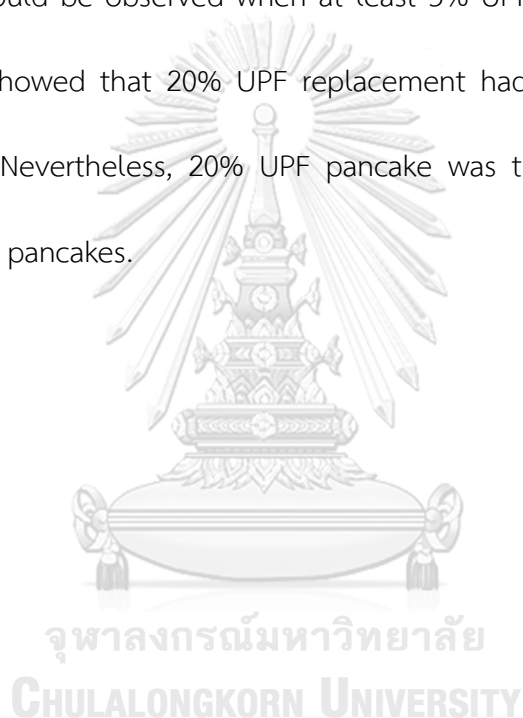 ould be observed when at least 5% UPF
howed that 20% UPF replacement had
Nevertheless, 20% UPF pancake was t
pancakes.
จุฬาลงกรณ์มหาวิทยาลัย
CHULALONGKORN UNIVERSITY